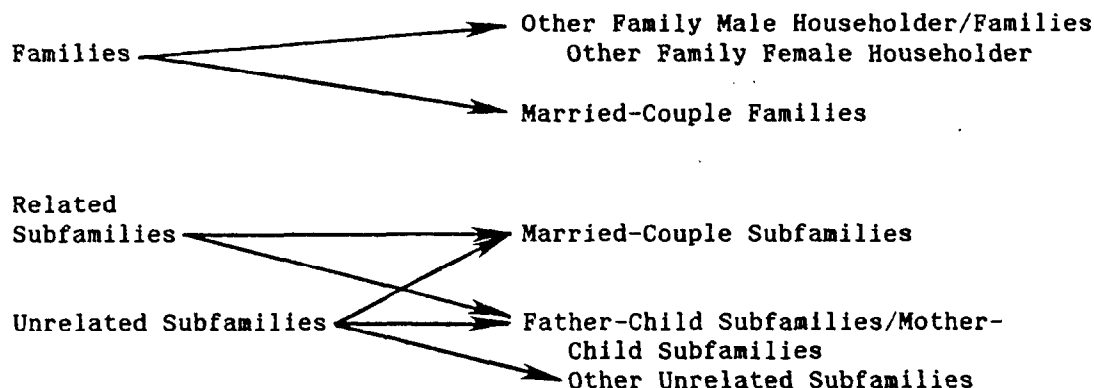 Other Family Male Householder/Families
Families
Other Family Female Householder
Married-Couple Families
Related
Subfamilies
Married-Couple Subfamilies
Unrelated Subfamilies
Father-Child Subfamilies/Mother-
Child Subfamilies
Other Unrelated Subfamilies